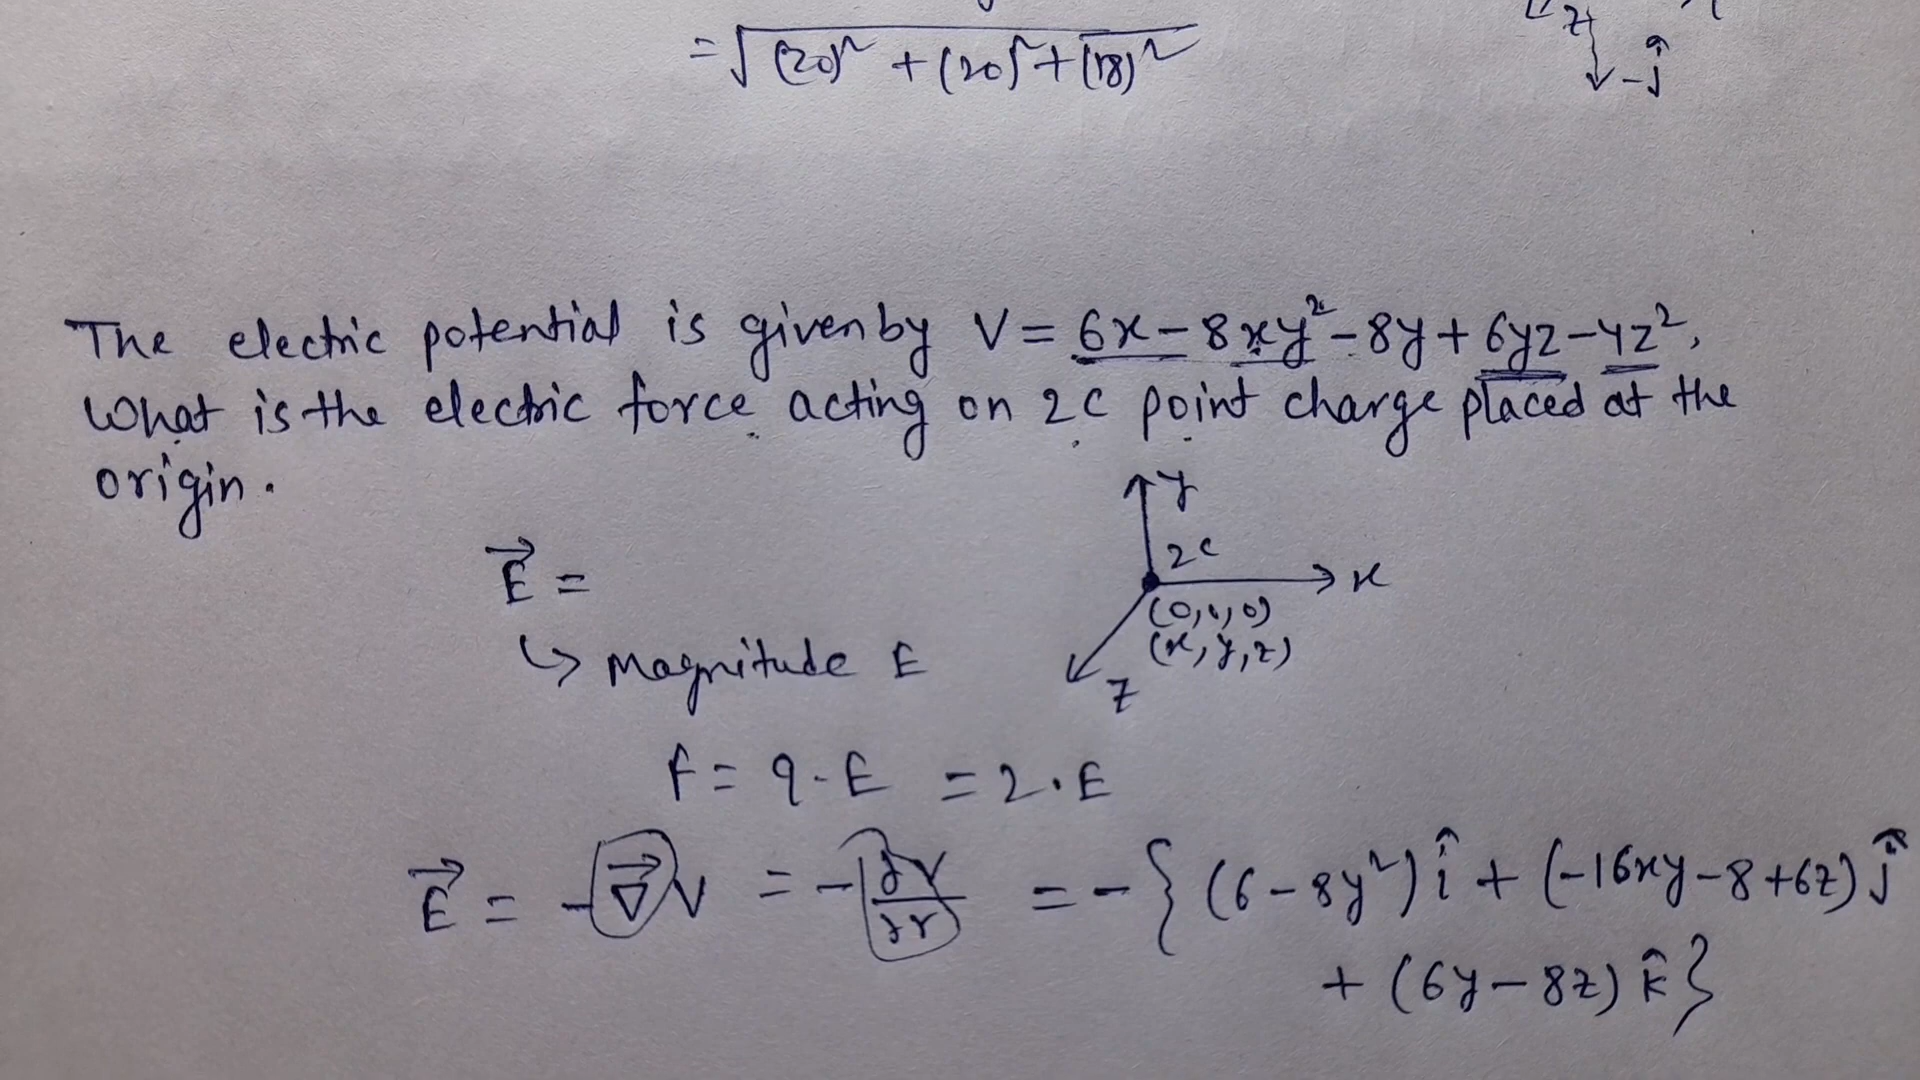 = √(20)² + (20)² + (18)²
z
-ĵ
The electric potential is given by V = 6x - 8xy² - 8y + 6yz - 4z²,
What is the electric force acting on 2C point charge placed at the
origin.
y
2C
x
(0,0,0)
(x,y,z)
z
E⃗ =
↳ Magnitude E
F = q·E = 2·E
E⃗ = -∇⃗V = -∂V/∂r = -{(6-8y²)î + (-16xy-8+6z)ĵ
+ (6y-8z)k̂}